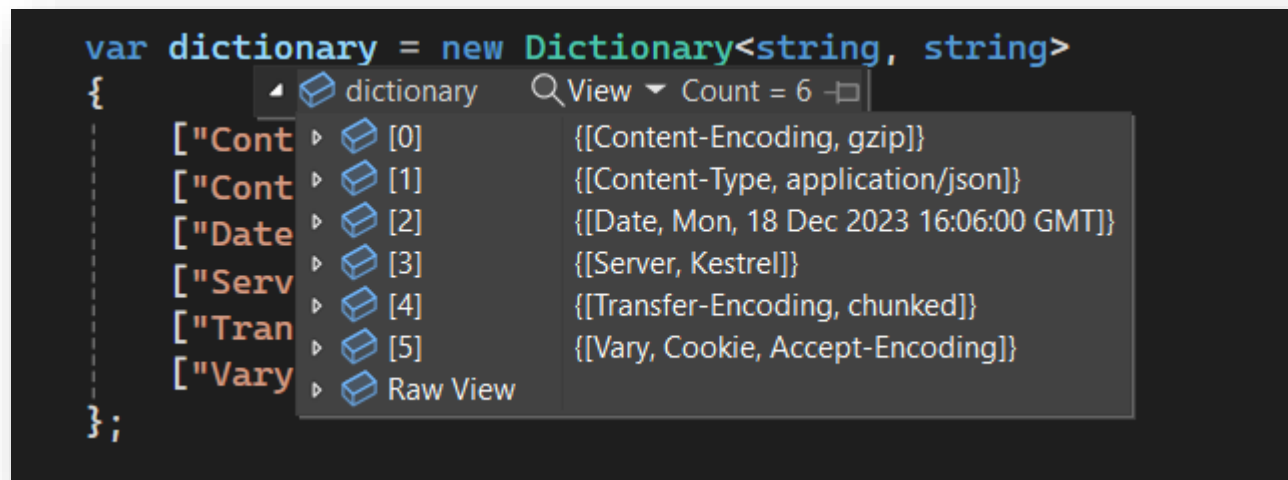 var dictionary = new Dictionary<string, string>
{
dictionary View Count = 6
["Cont [0] {[Content-Encoding, gzip]}
["Cont [1] {[Content-Type, application/json]}
["Date [2] {[Date, Mon, 18 Dec 2023 16:06:00 GMT]}
["Serv [3] {[Server, Kestrel]}
["Tran [4] {[Transfer-Encoding, chunked]}
["Vary [5] {[Vary, Cookie, Accept-Encoding]}
Raw View
};